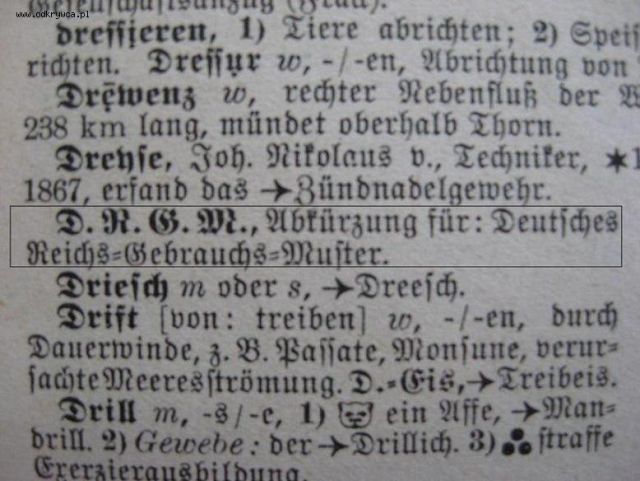 www.odkrywca.pl
dressieren, 1) Tiere abrichten; 2) Speis
richten. Dressur w, -/-en, Abrichtung von
Drewenz w, rechter Nebenfluß der W
238 km lang, mündet oberhalb Thorn.
Dreyse, Joh. Nikolaus v., Techniker, *1
1867, erfand das →Zündnadelgewehr.
D. R. G. M., Abkürzung für: Deutsches
Reichs=Gebrauchs=Muster.
Driesch m oder s, →Dreesch.
Drift [von: treiben] w, -/-en, durch
Dauerwinde, z. B. Passate, Monsune, verur=
sachte Meeresströmung. D.=Eis, →Treibeis.
Drill m, -s/-e, 1) ein Affe, →Man=
drill. 2) Gewebe: der →Drillich. 3) straffe
Exerzierausbildung.